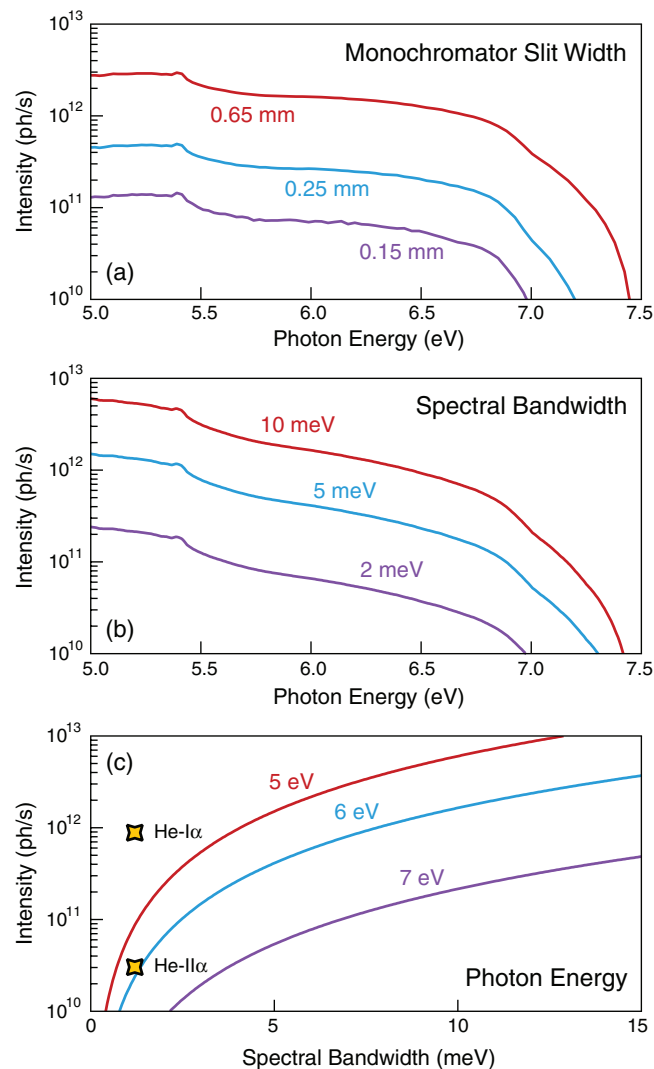 10^13
Monochromator Slit Width
Intensity (ph/s)
10^12
0.65 mm
0.25 mm
10^11
0.15 mm
(a)
10^10
5.0 5.5 6.0 6.5 7.0 7.5
Photon Energy (eV)
10^13
Spectral Bandwidth
Intensity (ph/s)
10 meV
10^12
5 meV
10^11
2 meV
(b)
10^10
5.0 5.5 6.0 6.5 7.0 7.5
Photon Energy (eV)
10^13
(c)
5 eV
Intensity (ph/s)
6 eV
10^12
He-Iα
7 eV
10^11
He-IIα
Photon Energy
10^10
0 5 10 15
Spectral Bandwidth (meV)